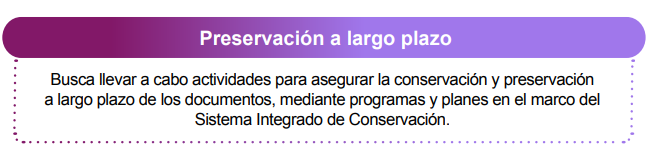 Preservación a largo plazo
Busca llevar a cabo actividades para asegurar la conservación y preservación
a largo plazo de los documentos, mediante programas y planes en el marco del
Sistema Integrado de Conservación.